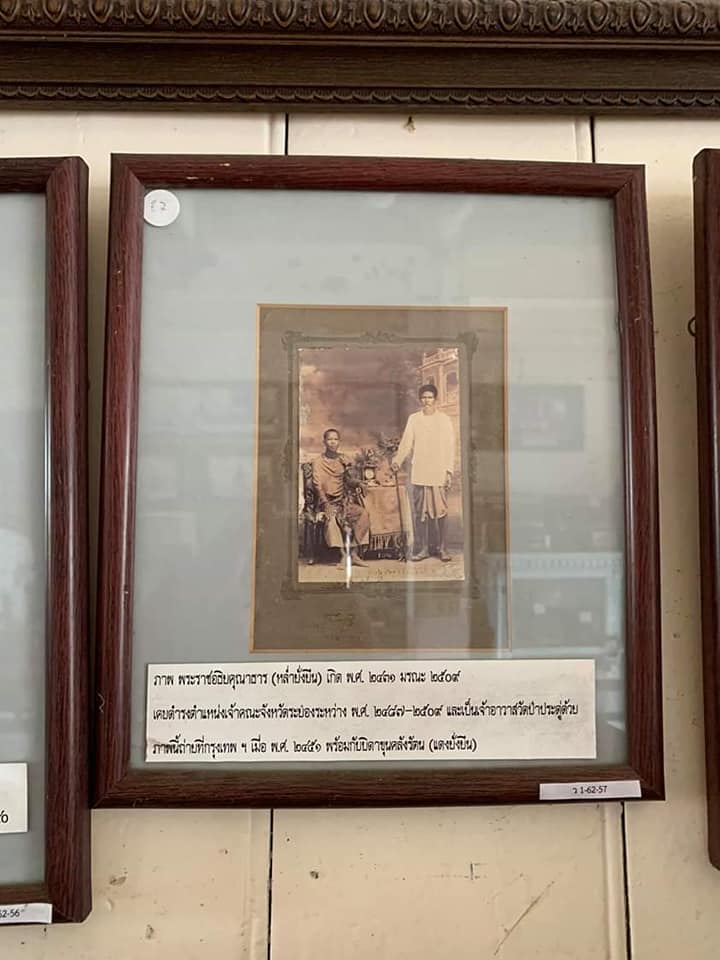 ภาพ พระราชอิยคุณาธาร (หล่ำยั่งยืน) เกิด พ.ศ. ๒๔๓๑ มรณะ ๒๕๐๙
เคยดำรงตำแหน่งเจ้าคณะจังหวัดระยองระหว่าง พ.ศ. ๒๔๘๗-๒๕๐๙ และเป็นเจ้าอาวาสวัดป่าประดู่ด้วย
ภาพนี้ถ่ายที่กรุงเทพ ฯ เมื่อ พ.ศ. ๒๔๕๑ พร้อมกับบิดาขุนคลังรัตน (แดงยั่งยืน)
ว 1-62-57
62-56